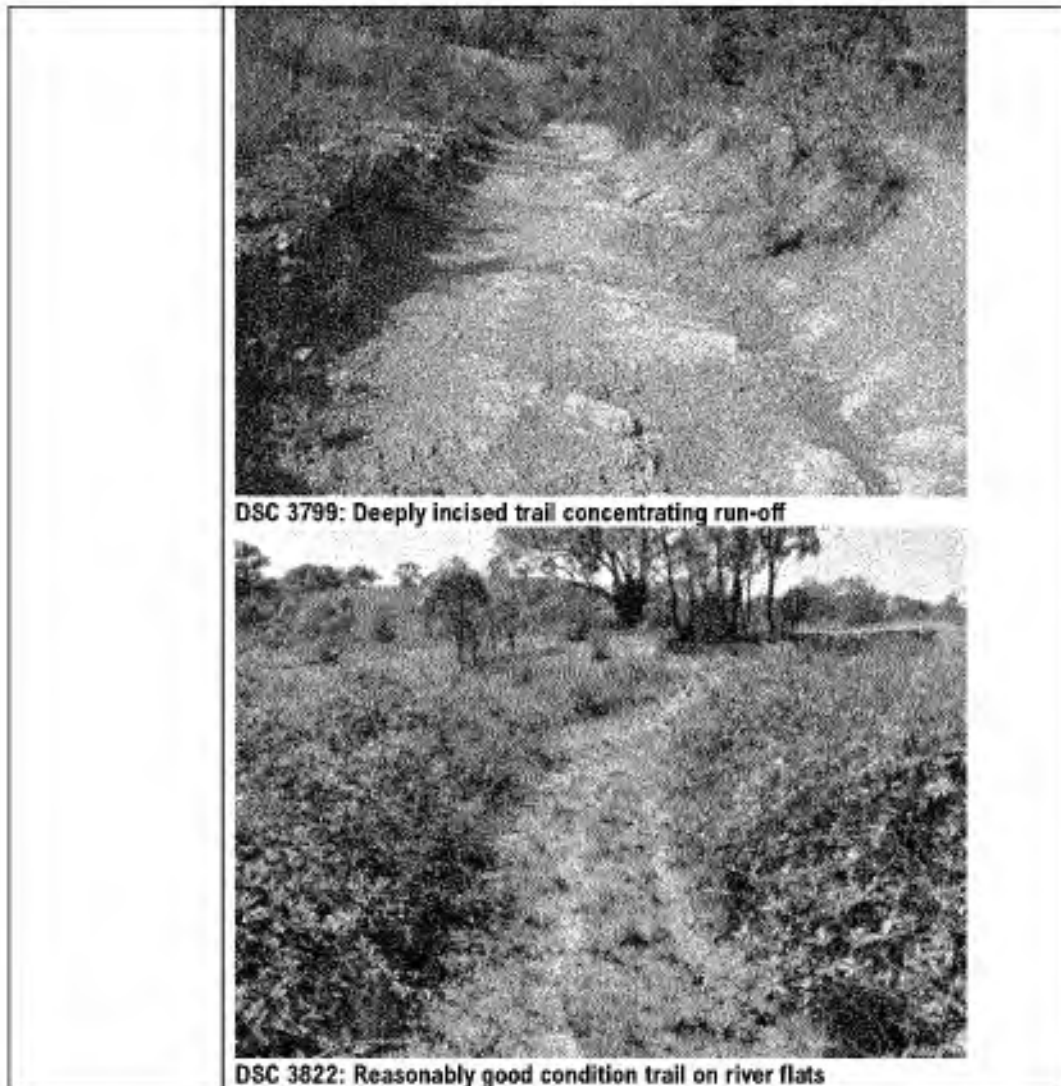 DSC 3799: Deeply incised trail concentrating run-off
DSC 3822: Reasonably good condition trail on river flats